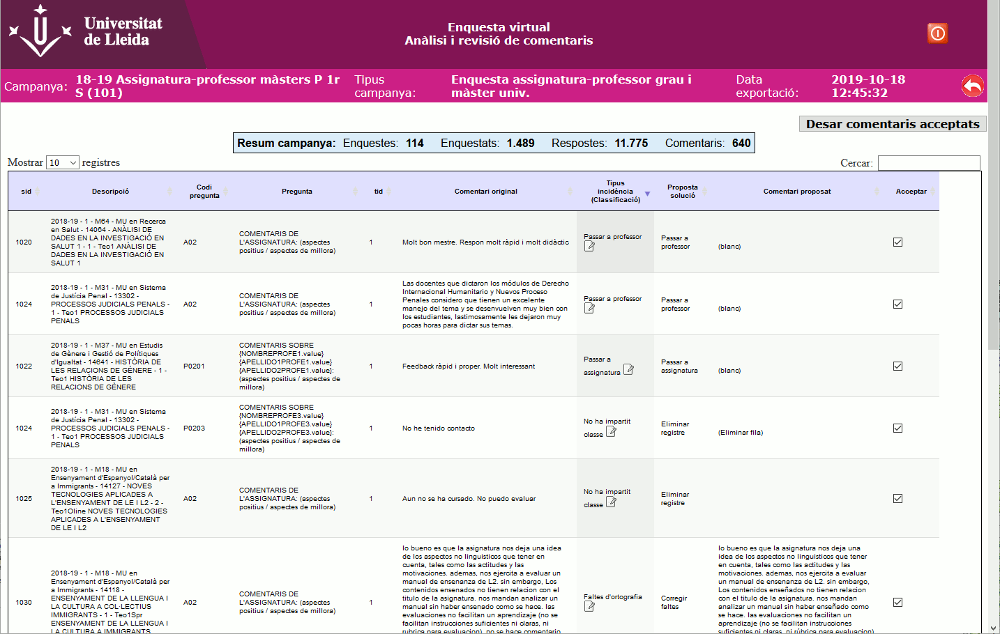 Universitat
de Lleida
Enquesta virtual
Anàlisi i revisió de comentaris
Campanya:
18-19 Assignatura-professor màsters P 1r
S (101)
Tipus
campanya:
Enquesta assignatura-professor grau i
màster univ.
Data
exportació:
2019-10-18
12:45:32
Desar comentaris acceptats
Resum campanya: Enquestes: 114 Enquestats: 1.489 Respostes: 11.775 Comentaris: 640
Mostrar 10 registres
Cercar:
sid
Descripció
Codi
pregunta
Pregunta
tid
Comentari original
Tipus
incidència
(Classificació)
Proposta
solució
Comentari proposat
Acceptar
1020
2018-19 - 1 - M64 - MU en Recerca
en Salut - 14064 - ANÀLISI DE
DADES EN LA INVESTIGACIÓ EN
SALUT 1 - 1 - Teo1 ANÀLISI DE
DADES EN LA INVESTIGACIÓ EN
SALUT 1
A02
COMENTARIS DE
L'ASSIGNATURA: (aspectes
positius / aspectes de millora)
1
Molt bon mestre. Respon molt ràpid i molt didàctic
Passar a professor
Passar a
professor
(blanc)
1024
2018-19 - 1 - M31 - MU en Sistema
de Justícia Penal - 13302 -
PROCESSOS JUDICIALS PENALS -
1 - Teo1 PROCESSOS JUDICIALS
PENALS
A02
COMENTARIS DE
L'ASSIGNATURA: (aspectes
positius / aspectes de millora)
1
Las docentes que dictaron los módulos de Derecho
Internacional Humanitario y Nuevos Proceso
Penales considero que tienen un excelente
manejo del tema y se desenvuelven muy bien con
los estudiantes, lastimosamente les dejaron muy
pocas horas para dictar sus temas.
Passar a professor
Passar a
professor
(blanc)
1022
2018-19 - 1 - M37 - MU en Estudis
de Gènere i Gestió de Polítiques
d'Igualtat - 14641 - HISTÒRIA DE
LES RELACIONS DE GÈNERE - 1 -
Teo1 HISTÒRIA DE LES
RELACIONS DE GÈNERE
P0201
COMENTARIS SOBRE
{NOMBREPROFE1.value}
{APELLIDO1PROFE1.value}
{APELLIDO2PROFE1.value}:
(aspectes positius / aspectes de
millora)
1
Feedback ràpid i proper. Molt interessant
Passar a
assignatura
Passar a
assignatura
(blanc)
1024
2018-19 - 1 - M31 - MU en Sistema
de Justícia Penal - 13302 -
PROCESSOS JUDICIALS PENALS -
1 - Teo1 PROCESSOS JUDICIALS
PENALS
P0203
COMENTARIS SOBRE
{NOMBREPROFE3.value}
{APELLIDO1PROFE3.value}
{APELLIDO2PROFE3.value}:
(aspectes positius / aspectes de
millora)
1
No he tenido contacto
No ha impartit
classe
Eliminar
registre
(Eliminar fila)
1025
2018-19 - 1 - M18 - MU en
Ensenyament d'Espanyol/Català per
a Immigrants - 14127 - NOVES
TECNOLOGIES APLICADES A
L'ENSENYAMENT DE LE I L2 - 2 -
Teo1Oline NOVES TECNOLOGIES
APLICADES A L'ENSENYAMENT
DE LE I L2
A02
COMENTARIS DE
L'ASSIGNATURA: (aspectes
positius / aspectes de millora)
1
Aun no se ha cursado. No puedo evaluar
No ha impartit
classe
Eliminar
registre
1030
2018-19 - 1 - M18 - MU en
Ensenyament d'Espanyol/Català per
a Immigrants - 14118 -
ENSENYAMENT DE LA LLENGUA I
LA CULTURA A COL·LECTIUS
IMMIGRANTS - 1 - Teo1Spr
ENSENYAMENT DE LA LLENGUA I
LA CULTURA A IMMIGRANTS
A02
COMENTARIS DE
L'ASSIGNATURA: (aspectes
positius / aspectes de millora)
1
lo bueno es que la asignatura nos deja una idea
de los aspectos no linguisticos que tener en
cuenta, tales como las actitudes y las
motivaciones. ademas, nos ejercita a evaluar un
manual de ensenanza de L2. sin embargo, Los
contenidos ensenados no tienen relacion con el
titulo de la asignatura. nos mandan analizar un
manual sin haber ensenado como se hace. las
evaluaciones no facilitan un aprendizaje (no se
facilitan instrucciones suficientes ni claras, ni
rubrica para evaluacion). no se hace comentario
Faltes d'ortografia
Corregir
faltes
lo bueno es que la asignatura nos deja una
idea de los aspectos no linguisticos que tener
en cuenta, tales como las actitudes y las
motivaciones. ademas, nos ejercita a evaluar
un manual de ensenanza de L2. sin embargo,
Los contenidos enseñados no tienen relacion
con el titulo de la asignatura. nos mandan
analizar un manual sin haber enseñado como
se hace. las evaluaciones no facilitan un
aprendizaje (no se facilitan instrucciones
suficientes ni claras, ni rúbrica para evaluacion)